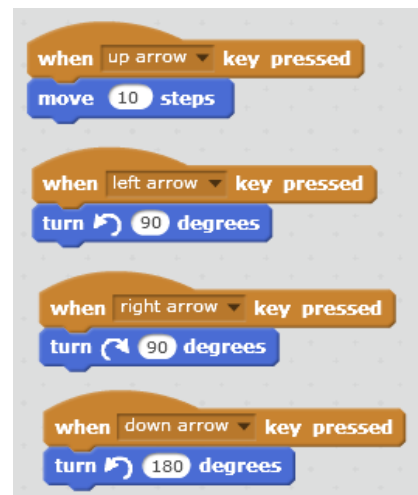 when up arrow key pressed
move 10 steps
when left arrow key pressed
turn 90 degrees
when right arrow key pressed
turn 90 degrees
when down arrow key pressed
turn 180 degrees